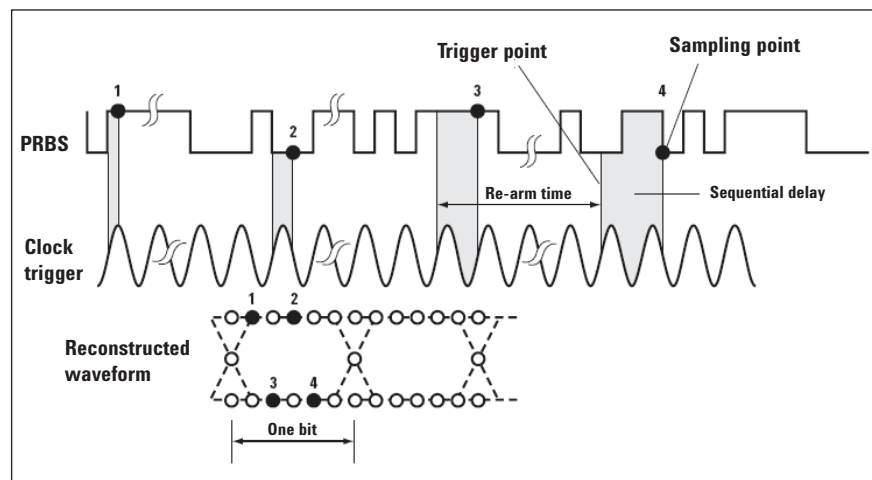 Trigger point
Sampling point
1
3
4
PRBS
2
Re-arm time
Sequential delay
Clock
trigger
1 2
Reconstructed
waveform
3 4
One bit